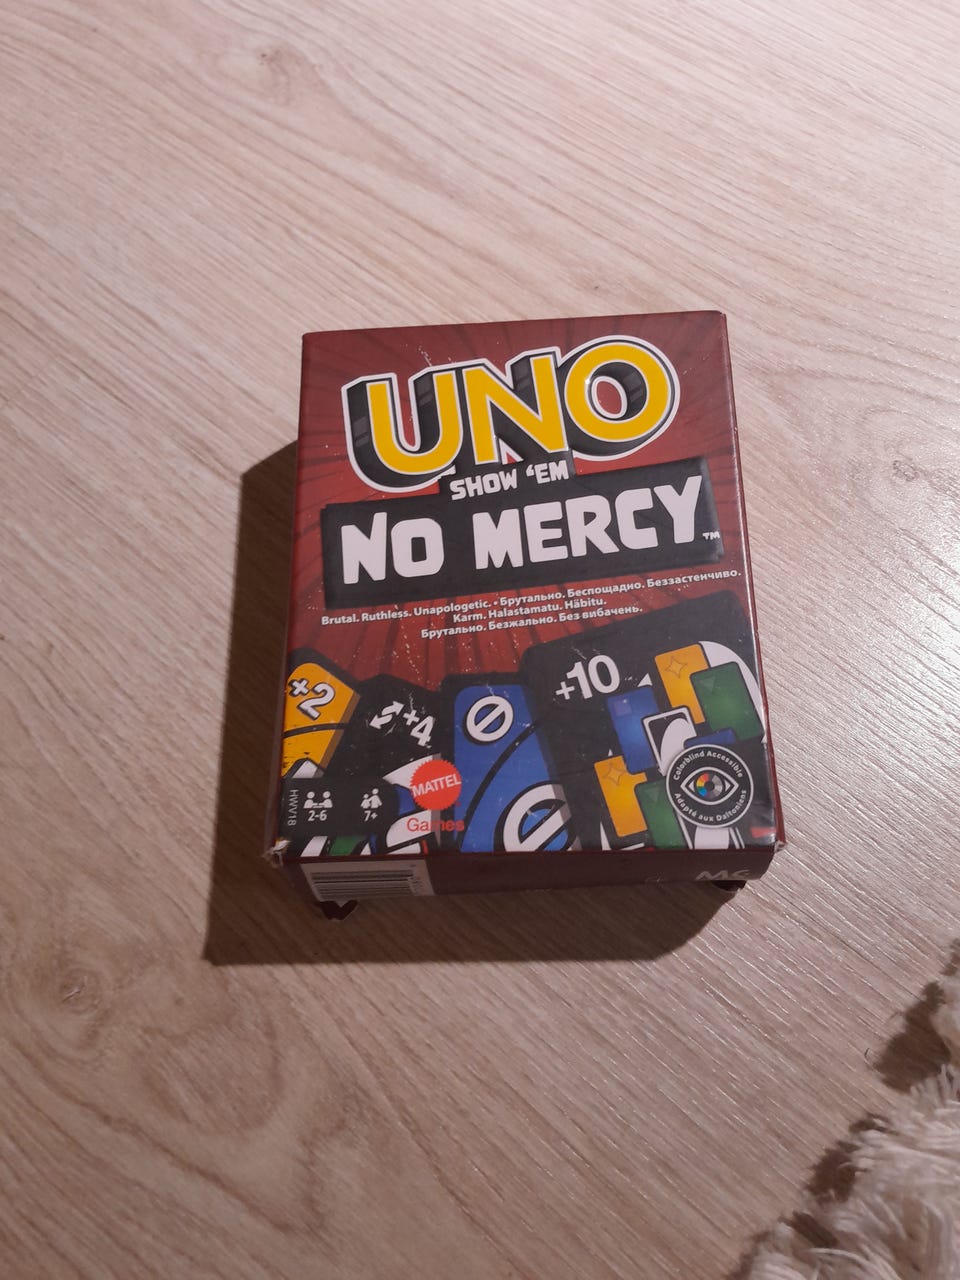 UNO
SHOW 'EM
NO MERCY™
Brutal. Ruthless. Unapologetic. • Брутально. Беспощадно. Беззастенчиво.
Karm. Halastamatu. Häbitu.
Брутально. Безжально. Без вибачень.
+2
+4
+10
HWV18
2-6
7+
MATTEL
Games
Colorblind Accessible
Adapté aux Daltoniens